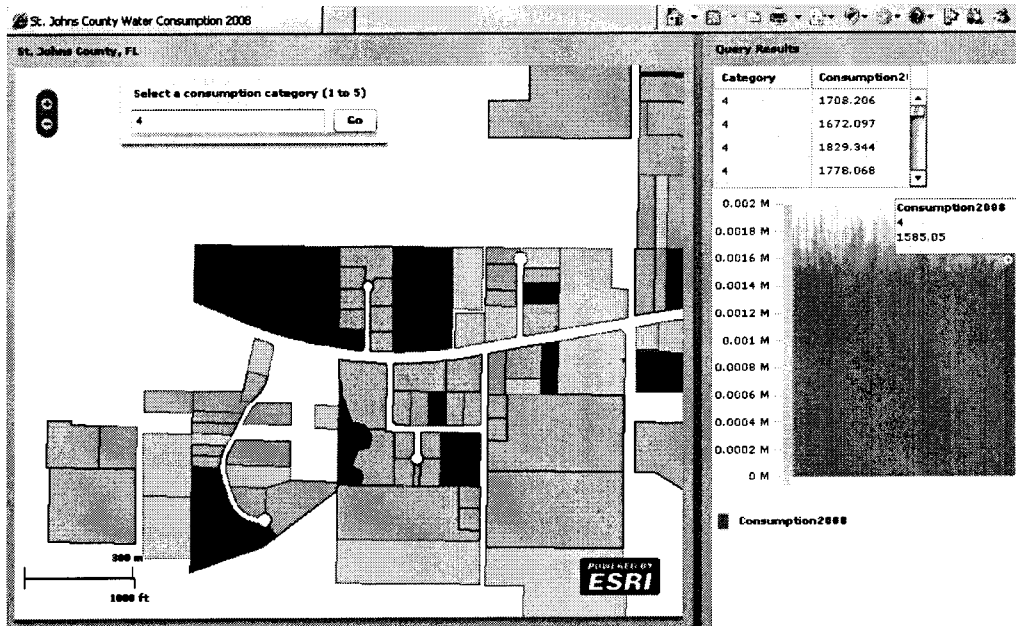 St. Johns County Water Consumption 2008
St. Johns County, FL
Select a consumption category (1 to 5)
4
Go
300 m
1000 ft
POWERED BY
ESRI
Query Results
Category Consumption2
4 1708.206
4 1672.097
4 1829.344
4 1778.068
Consumption2008
4
1585.05
0.002 M
0.0018 M
0.0016 M
0.0014 M
0.0012 M
0.001 M
0.0008 M
0.0006 M
0.0004 M
0.0002 M
0 M
Consumption2008